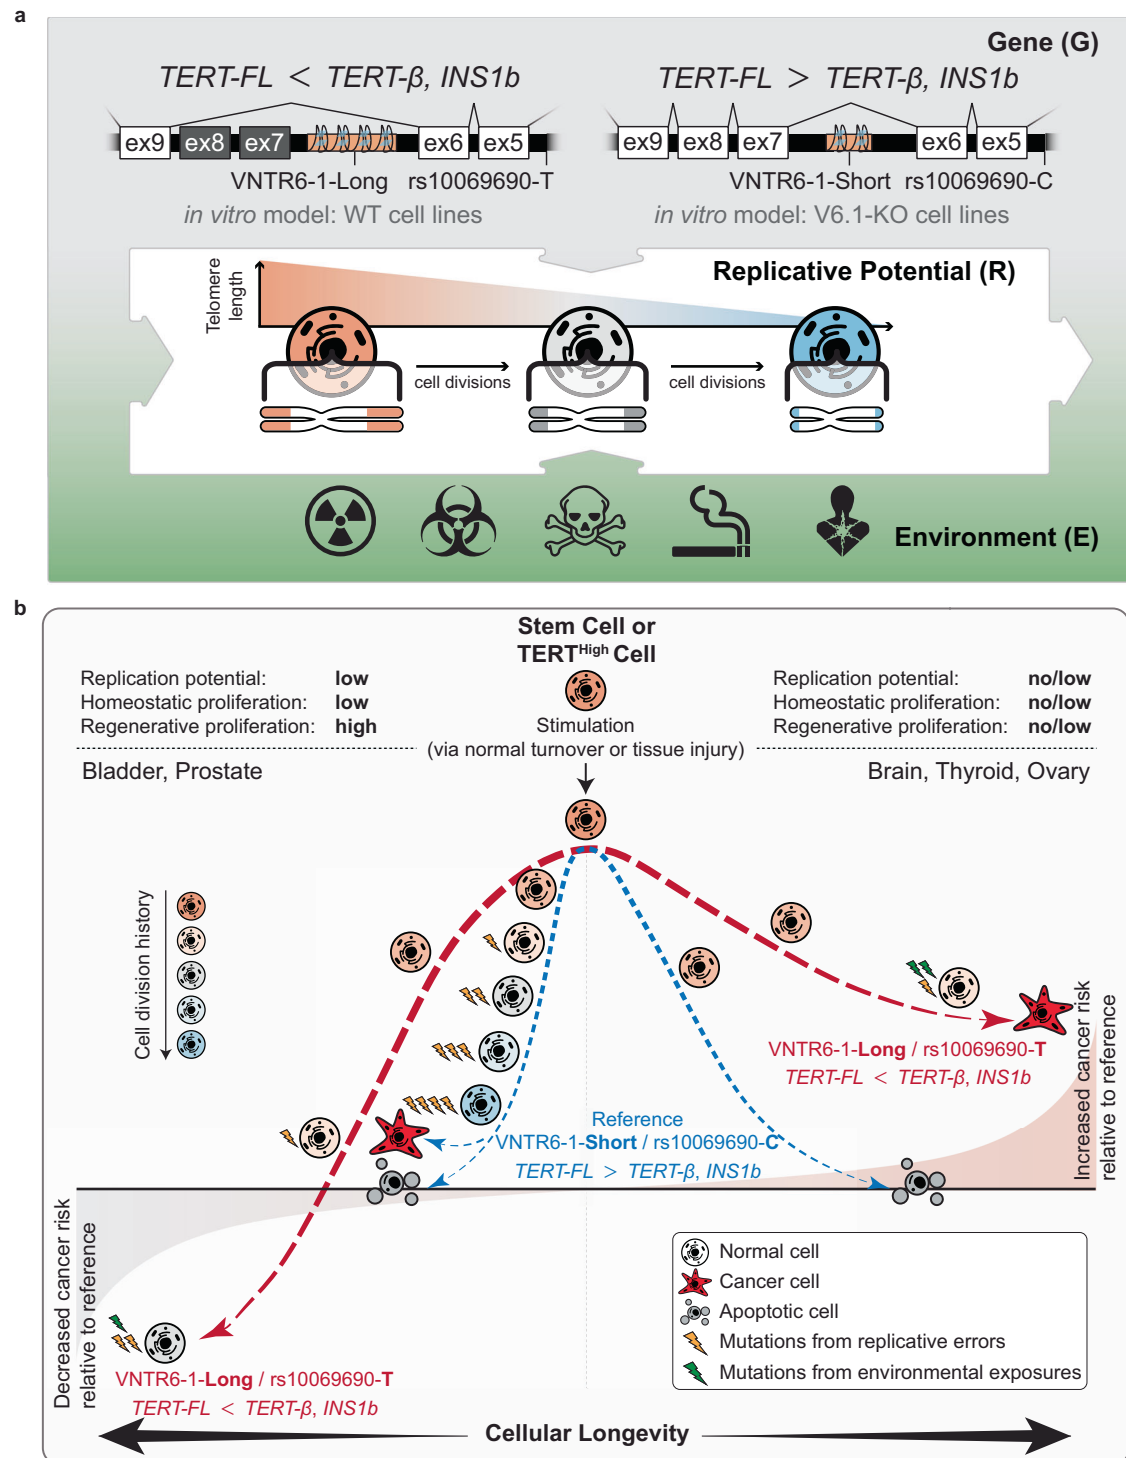 a
Gene (G)
TERT-FL < TERT-β, INS1b
TERT-FL > TERT-β, INS1b
ex9 ex8 ex7 ex6 ex5
ex9 ex8 ex7 ex6 ex5
VNTR6-1-Long rs10069690-T
VNTR6-1-Short rs10069690-C
in vitro model: WT cell lines
in vitro model: V6.1-KO cell lines
Replicative Potential (R)
Telomere
length
cell divisions
cell divisions
Environment (E)
b
Stem Cell or
TERTHigh Cell
Replication potential: low
Homeostatic proliferation: low
Regenerative proliferation: high
Replication potential: no/low
Homeostatic proliferation: no/low
Regenerative proliferation: no/low
Stimulation
(via normal turnover or tissue injury)
Bladder, Prostate
Brain, Thyroid, Ovary
Cell division history
VNTR6-1-Long / rs10069690-T
TERT-FL < TERT-β, INS1b
Increased cancer risk
relative to reference
Reference
VNTR6-1-Short / rs10069690-C
TERT-FL > TERT-β, INS1b
Decreased cancer risk
relative to reference
Normal cell
Cancer cell
Apoptotic cell
Mutations from replicative errors
Mutations from environmental exposures
VNTR6-1-Long / rs10069690-T
TERT-FL < TERT-β, INS1b
Cellular Longevity